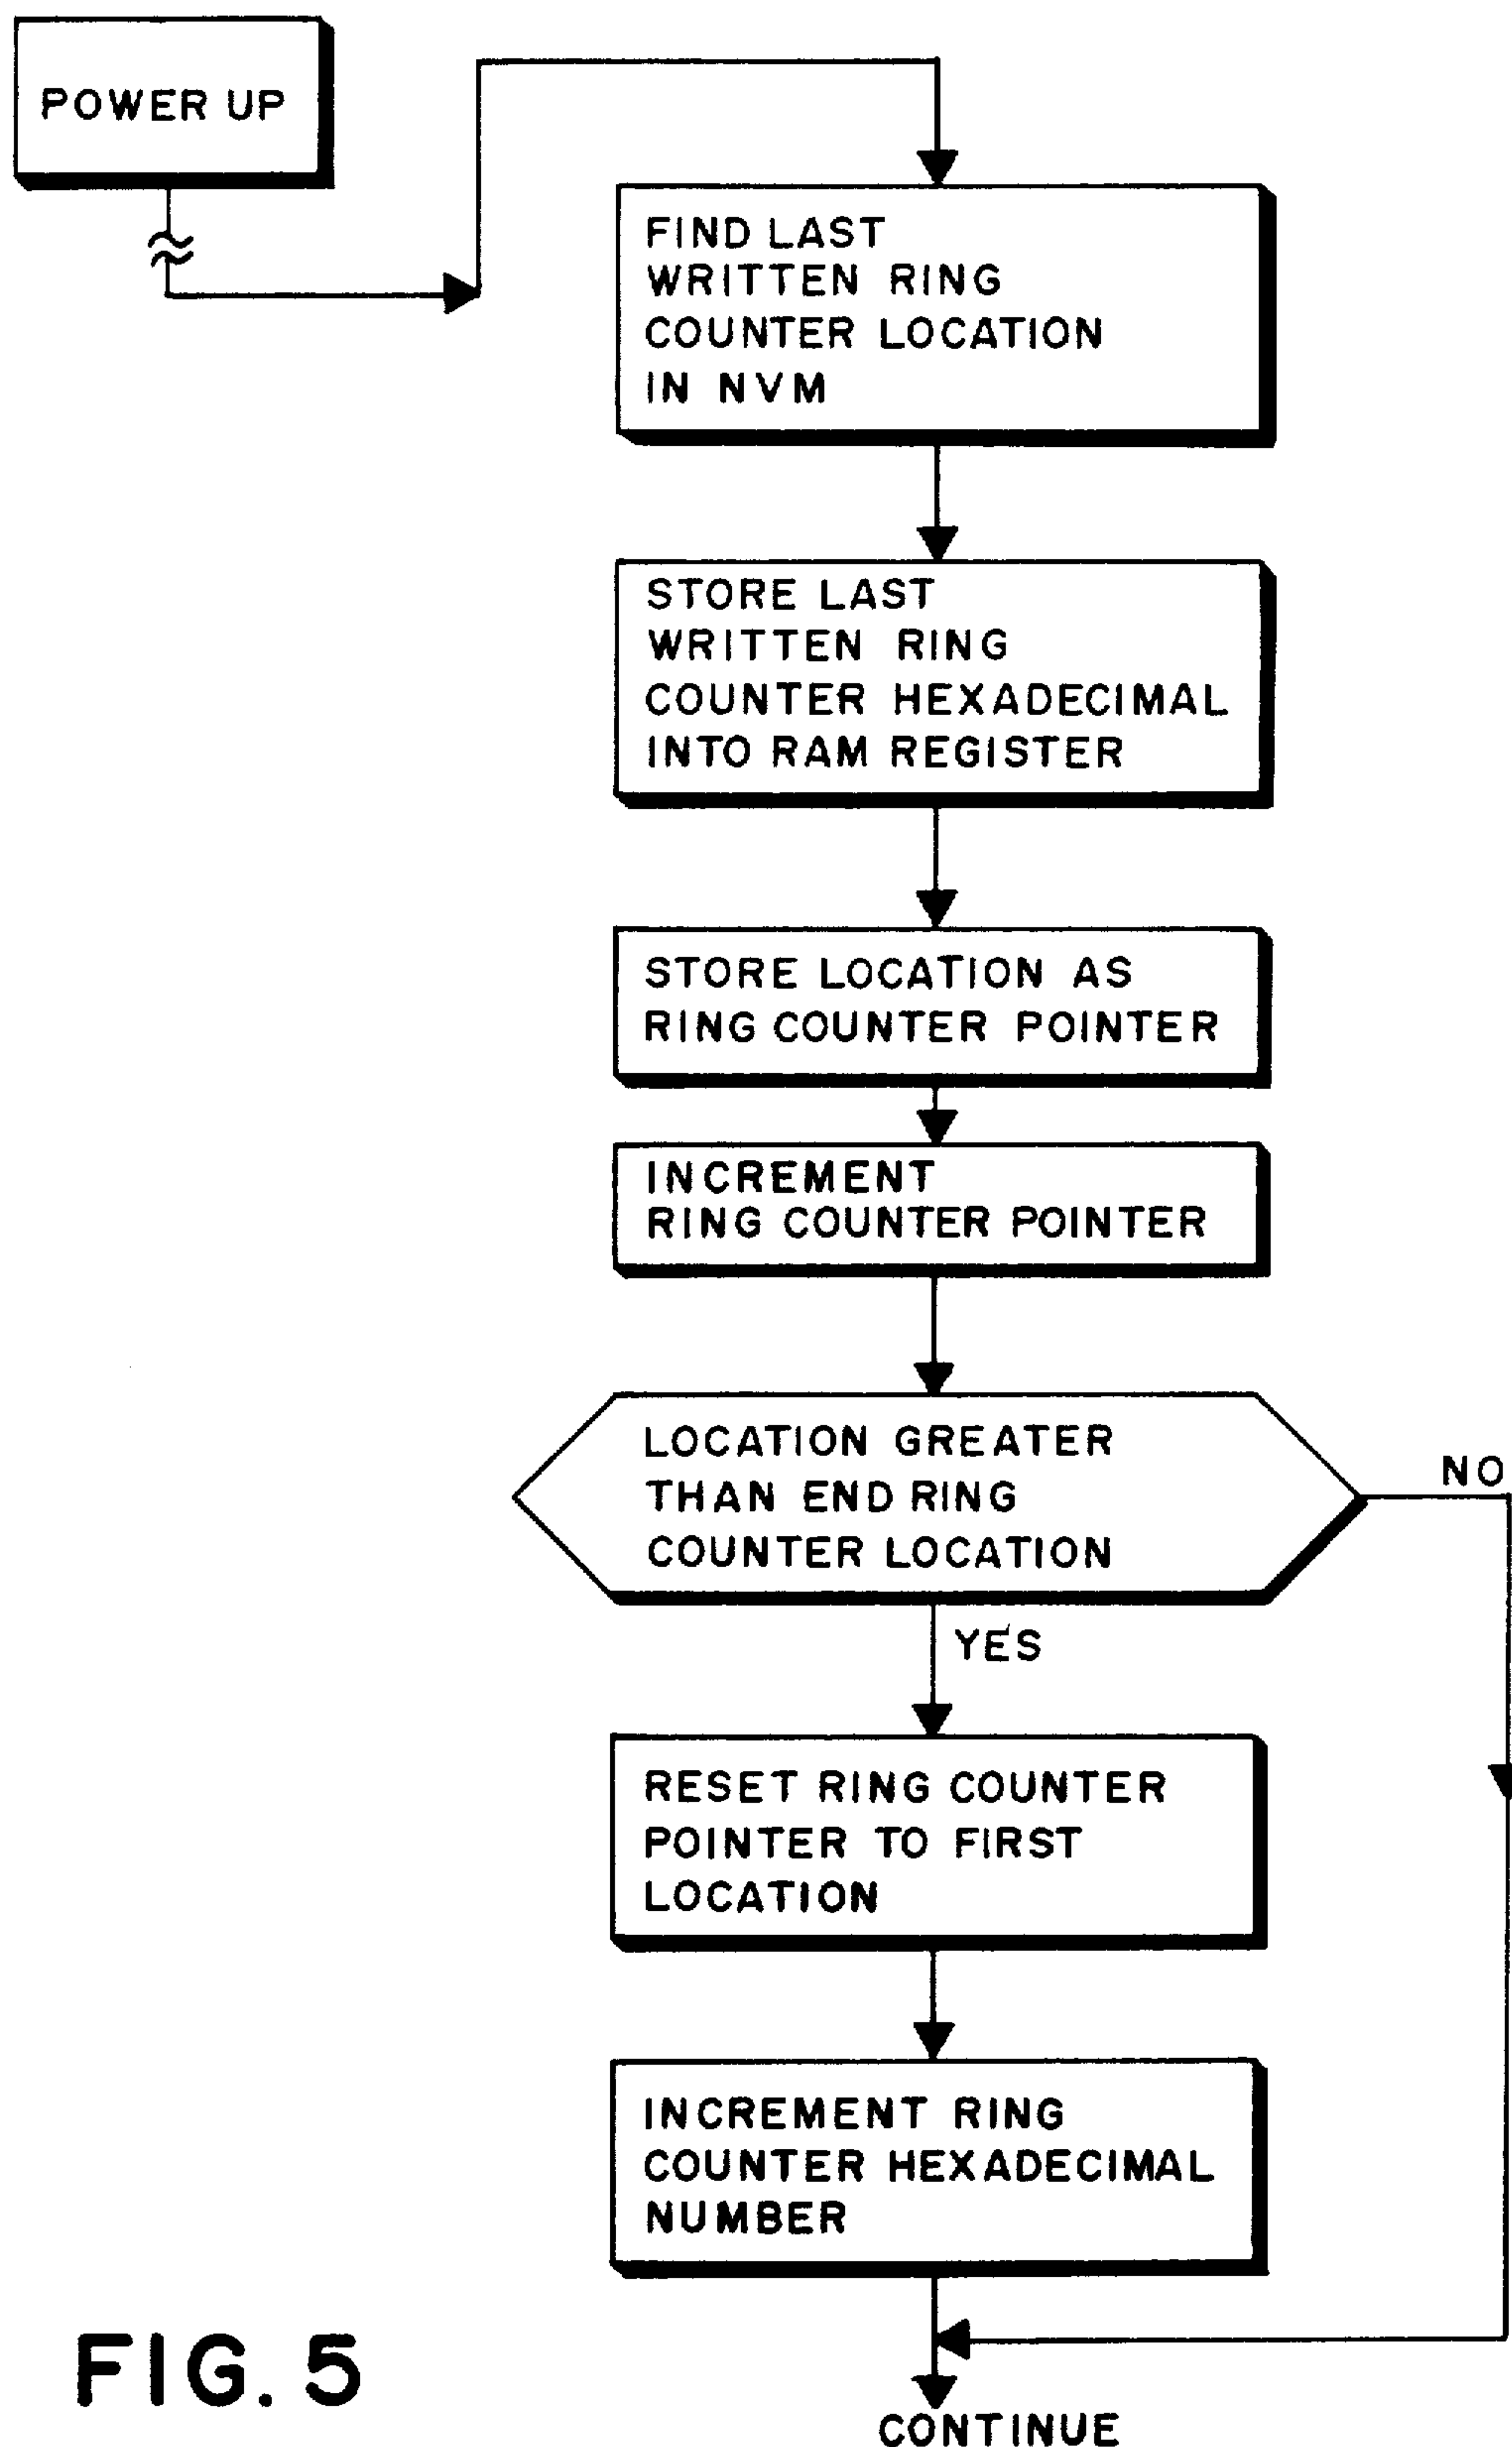 POWER UP
FIND LAST
WRITTEN RING
COUNTER LOCATION
IN NVM
STORE LAST
WRITTEN RING
COUNTER HEXADECIMAL
INTO RAM REGISTER
STORE LOCATION AS
RING COUNTER POINTER
INCREMENT
RING COUNTER POINTER
LOCATION GREATER
THAN END RING
COUNTER LOCATION
NO
YES
RESET RING COUNTER
POINTER TO FIRST
LOCATION
INCREMENT RING
COUNTER HEXADECIMAL
NUMBER
CONTINUE
FIG. 5